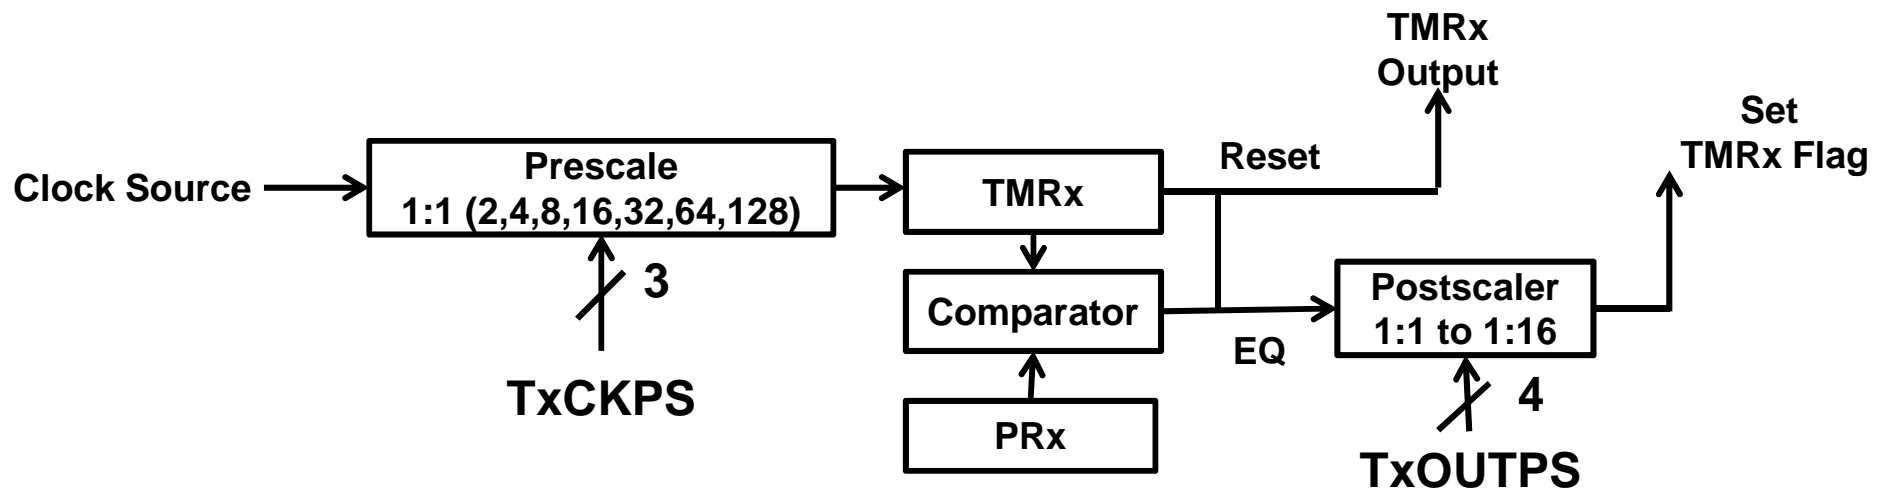 TMRx
Output
Set
TMRx Flag
Clock Source
Prescale
1:1 (2,4,8,16,32,64,128)
TMRx
Reset
3
TxCKPS
Comparator
EQ
Postscaler
1:1 to 1:16
PRx
4
TxOUTPS